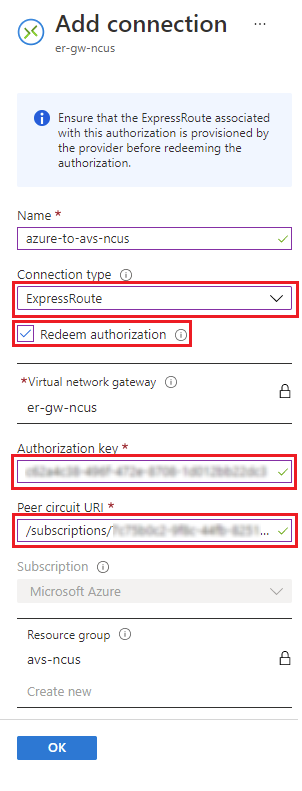 Add connection ...
er-gw-ncus
Ensure that the ExpressRoute associated
with this authorization is provisioned by
the provider before redeeming the
authorization.
Name *
azure-to-avs-ncus
Connection type
ExpressRoute
Redeem authorization
*Virtual network gateway
er-gw-ncus
Authorization key *
Peer circuit URI *
/subscriptions/
Subscription
Microsoft Azure
Resource group
avs-ncus
Create new
OK